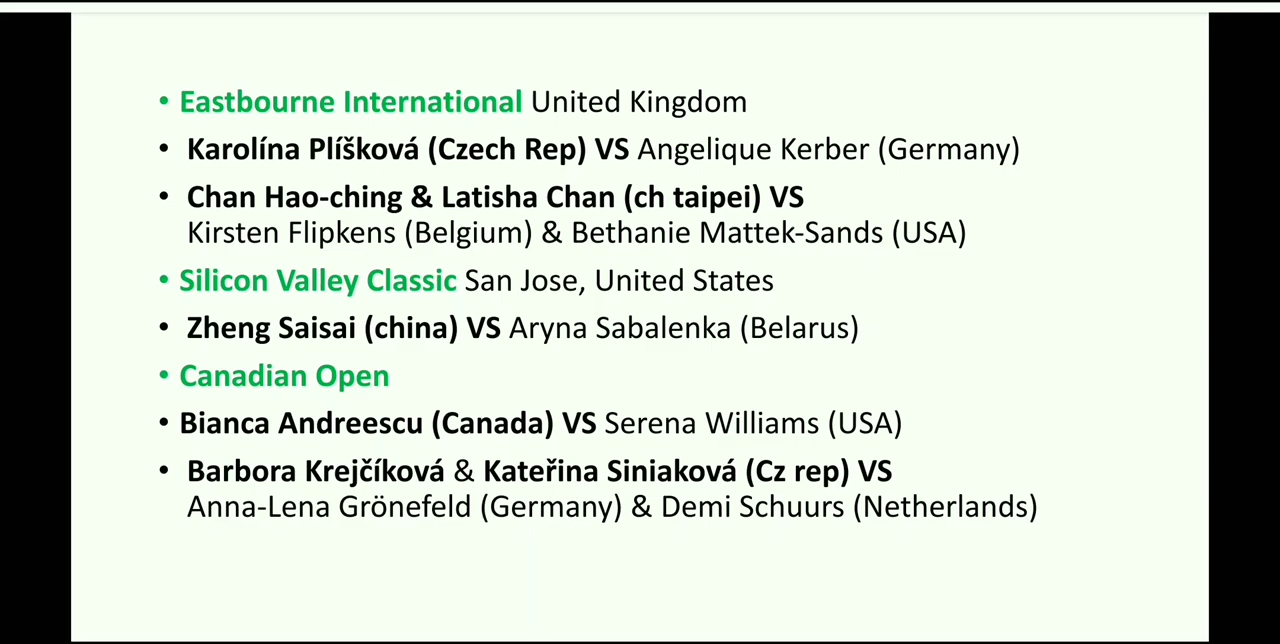 • Eastbourne International United Kingdom
• Karolína Plíšková (Czech Rep) VS Angelique Kerber (Germany)
• Chan Hao-ching & Latisha Chan (ch taipei) VS
Kirsten Flipkens (Belgium) & Bethanie Mattek-Sands (USA)
• Silicon Valley Classic San Jose, United States
• Zheng Saisai (china) VS Aryna Sabalenka (Belarus)
• Canadian Open
• Bianca Andreescu (Canada) VS Serena Williams (USA)
• Barbora Krejčíková & Kateřina Siniaková (Cz rep) VS
Anna-Lena Grönefeld (Germany) & Demi Schuurs (Netherlands)